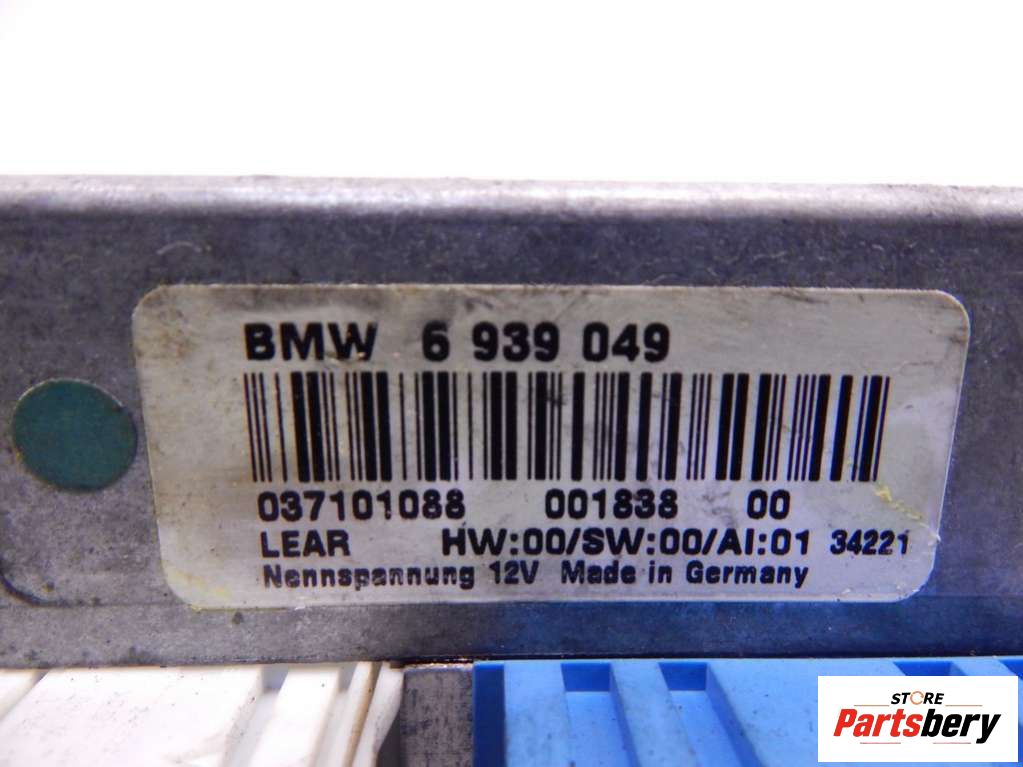 BMW 6 939 049
037101088 001838 00
LEAR HW:00/SW:00/AI:01 34221
Nennspannung 12V Made in Germany
STORE
Partsbery